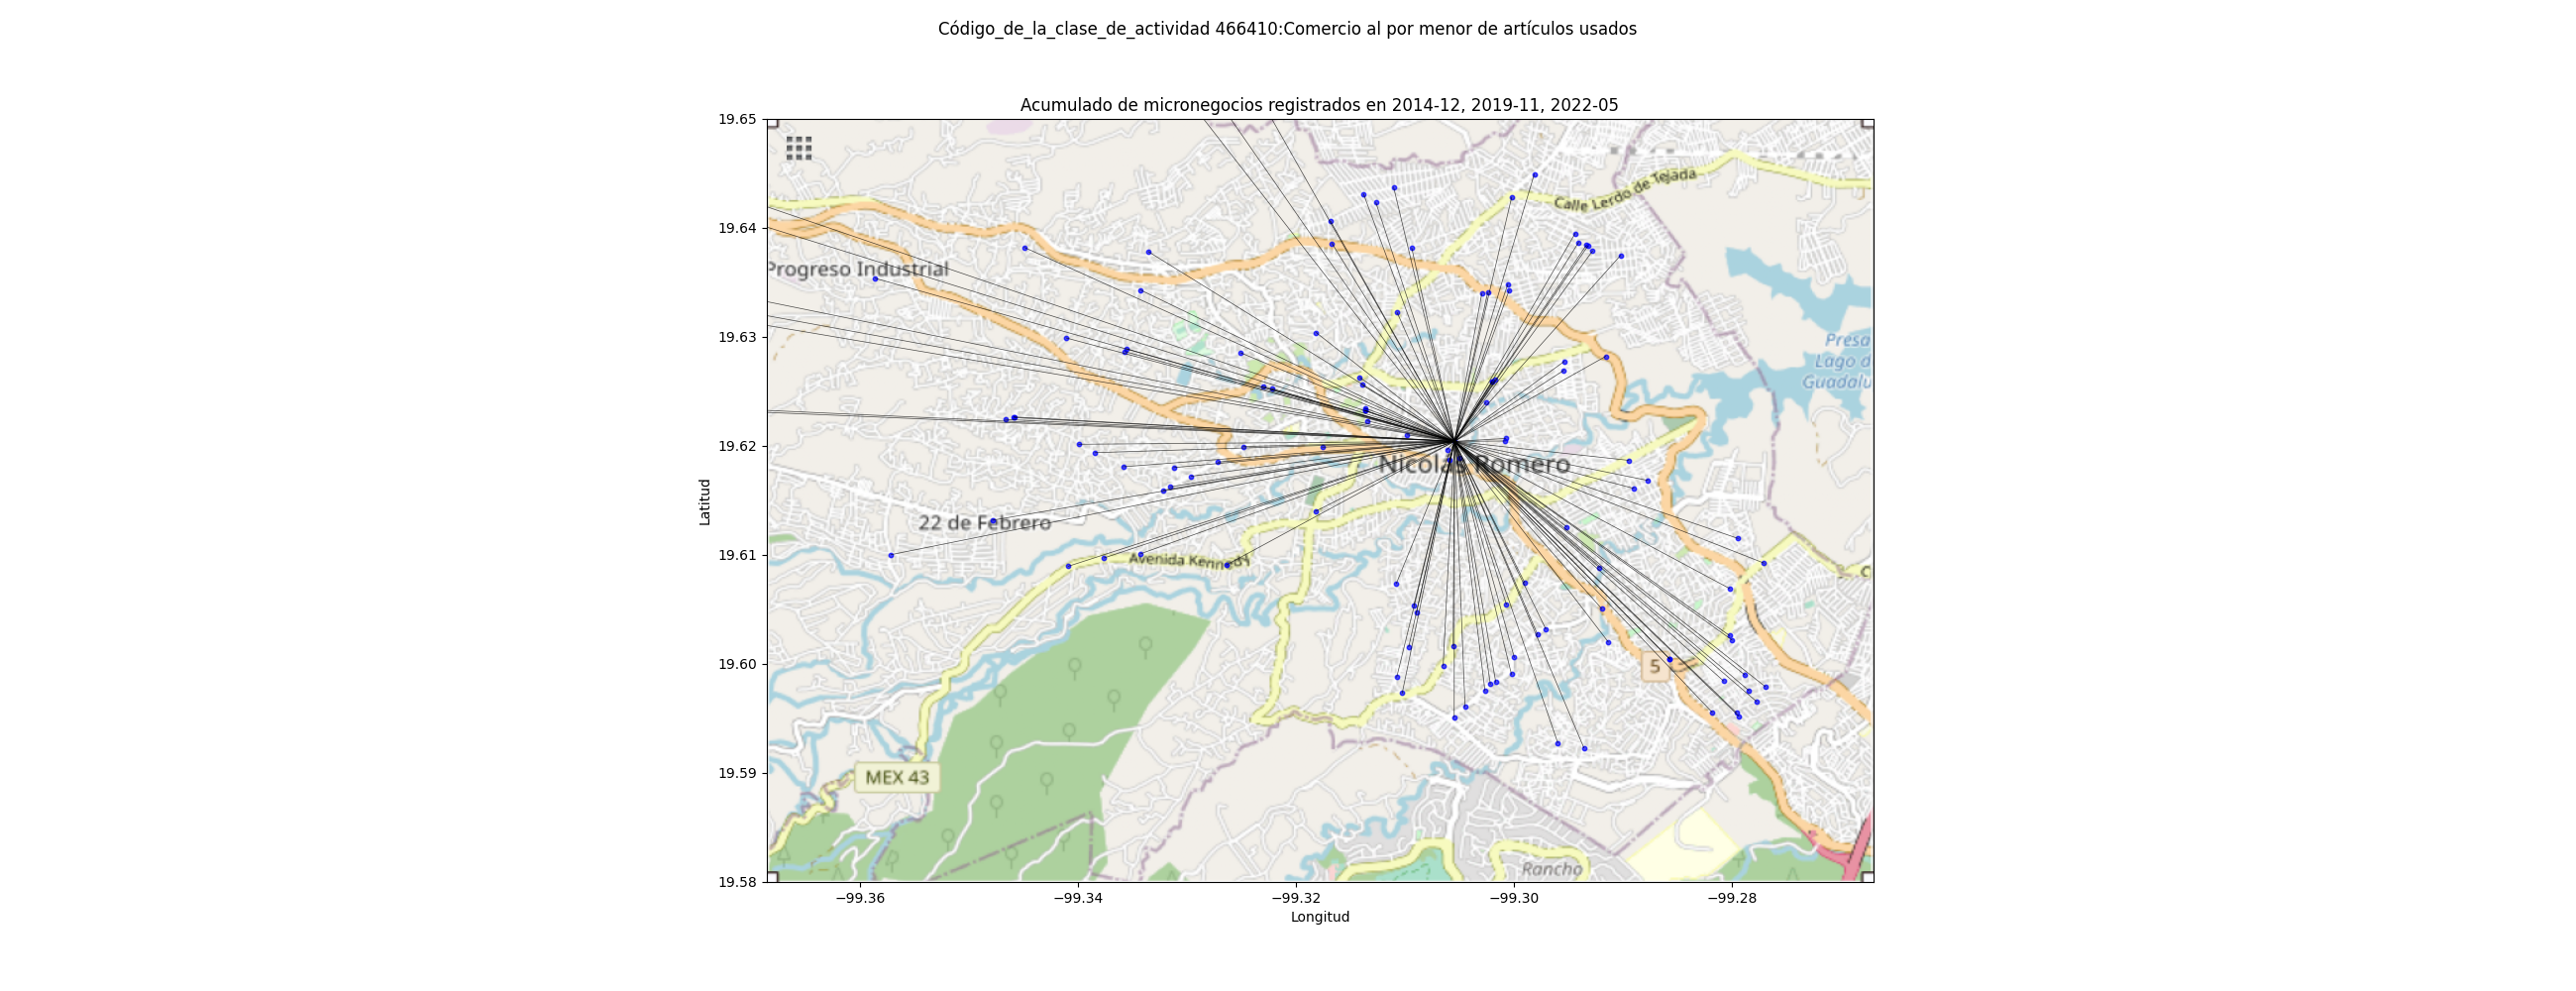 Código_de_la_clase_de_actividad 466410:Comercio al por menor de artículos usados
Acumulado de micronegocios registrados en 2014-12, 2019-11, 2022-05
19.65
19.64
19.63
19.62
19.61
19.60
19.59
19.58
Latitud
Calle Lerdo de Tejada
Progreso Industrial
Presa
Lago d
Guadalu
Nicolás Romero
22 de Febrero
Avenida Kennedy
5
MEX 43
Rancho
−99.36
−99.34
−99.32
−99.30
−99.28
Longitud